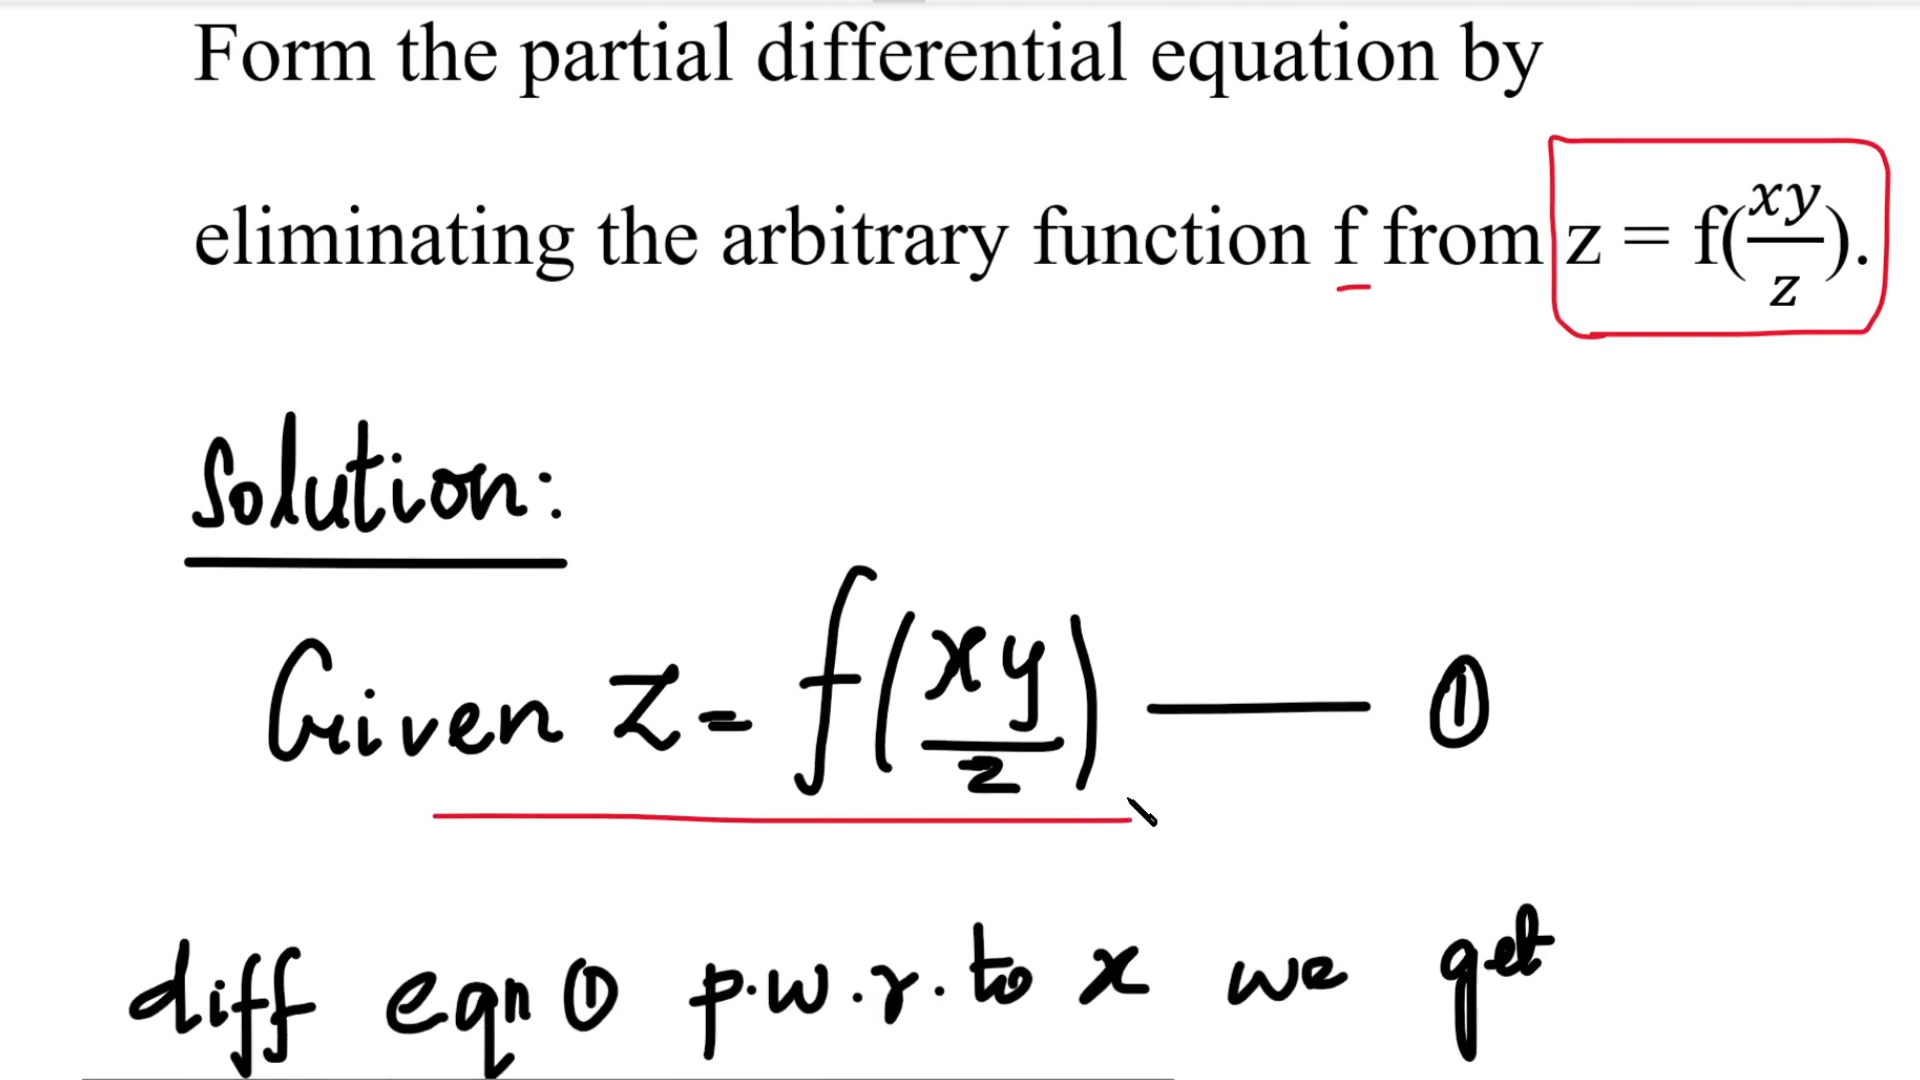 Form the partial differential equation by
eliminating the arbitrary function f from z = f(xy/z).
Solution:
Given z = f(xy/z) — ①
diff eqn ① p.w.r.to x we get